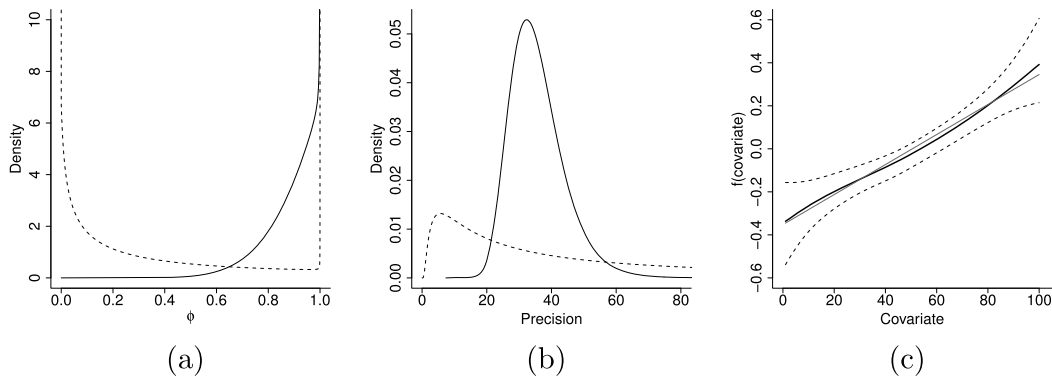 Density
0 2 4 6 8 10
0.0 0.2 0.4 0.6 0.8 1.0
ϕ
(a)
Density
0.00 0.01 0.02 0.03 0.04 0.05
0 20 40 60 80
Precision
(b)
f(covariate)
−0.6 −0.4 −0.2 0.0 0.2 0.4 0.6
0 20 40 60 80 100
Covariate
(c)